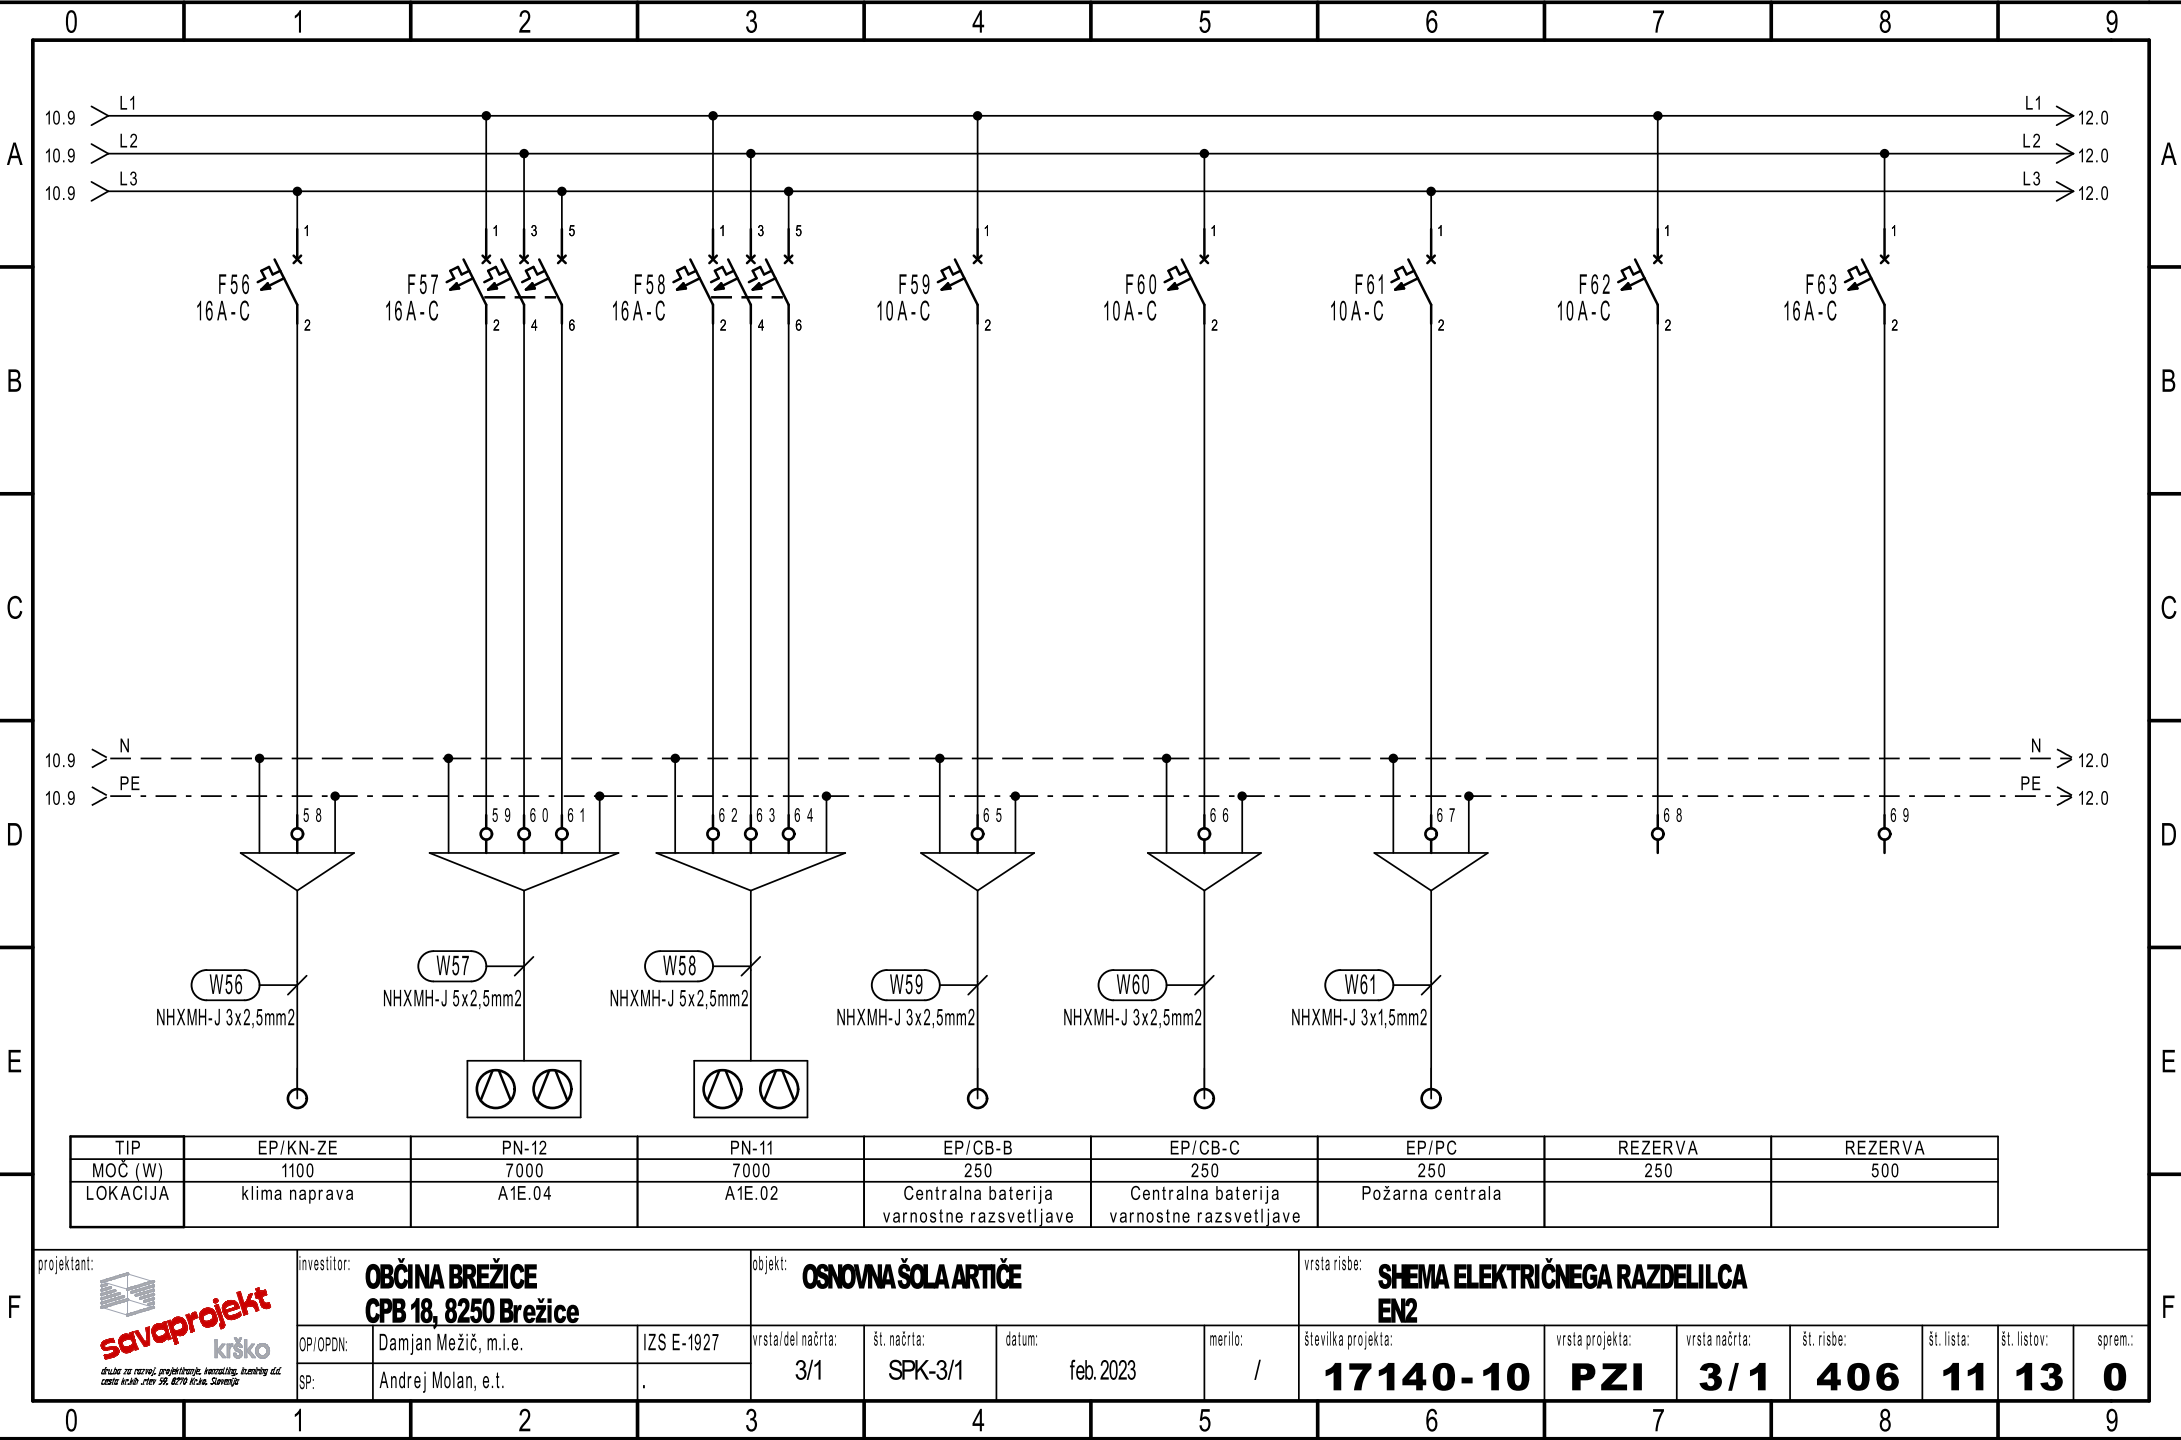 0 1 2 3 4 5 6 7 8 9
10.9 L1 L1 12.0
10.9 L2 L2 12.0
10.9 L3 L3 12.0
A A
1 1 3 5 1 3 5 1 1 1 1 1
F56 F57 F58 F59 F60 F61 F62 F63
16A-C 16A-C 16A-C 10A-C 10A-C 10A-C 10A-C 16A-C
2 2 4 6 2 4 6 2 2 2 2 2
B B
C C
10.9 N N 12.0
10.9 PE PE 12.0
58 59 60 61 62 63 64 65 66 67 68 69
D D
W57 W58
W56 W59 W60 W61
NHXMH-J 5x2,5mm2 NHXMH-J 5x2,5mm2
NHXMH-J 3x2,5mm2 NHXMH-J 3x2,5mm2 NHXMH-J 3x2,5mm2 NHXMH-J 3x1,5mm2
E E
TIP EP/KN-ZE PN-12 PN-11 EP/CB-B EP/CB-C EP/PC REZERVA REZERVA
MOČ (W) 1100 7000 7000 250 250 250 250 500
LOKACIJA klima naprava A1E.04 A1E.02 Centralna baterija Centralna baterija Požarna centrala
varnostne razsvetljave varnostne razsvetljave
projektant: investitor: OBČINA BREŽICE objekt: OSNOVNA ŠOLA ARTIČE vrsta risbe: SHEMA ELEKTRIČNEGA RAZDELILCA
CPB 18, 8250 Brežice EN2
F F
savaprojekt
krško
OP/OPDN: Damjan Mežič, m.i.e. IZS E-1927 vrsta/del načrta: št. načrta: datum: merilo: številka projekta: vrsta projekta: vrsta načrta: št. risbe: št. lista: št. listov: sprem.:
3/1 SPK-3/1 feb. 2023 / 17140-10 PZI 3/1 406 11 13 0
SP: Andrej Molan, e.t. .
0 1 2 3 4 5 6 7 8 9